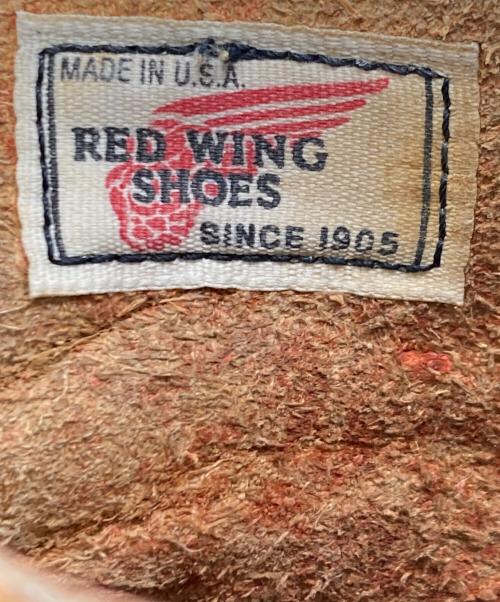 MADE IN U.S.A.
RED WING
SHOES
SINCE 1905